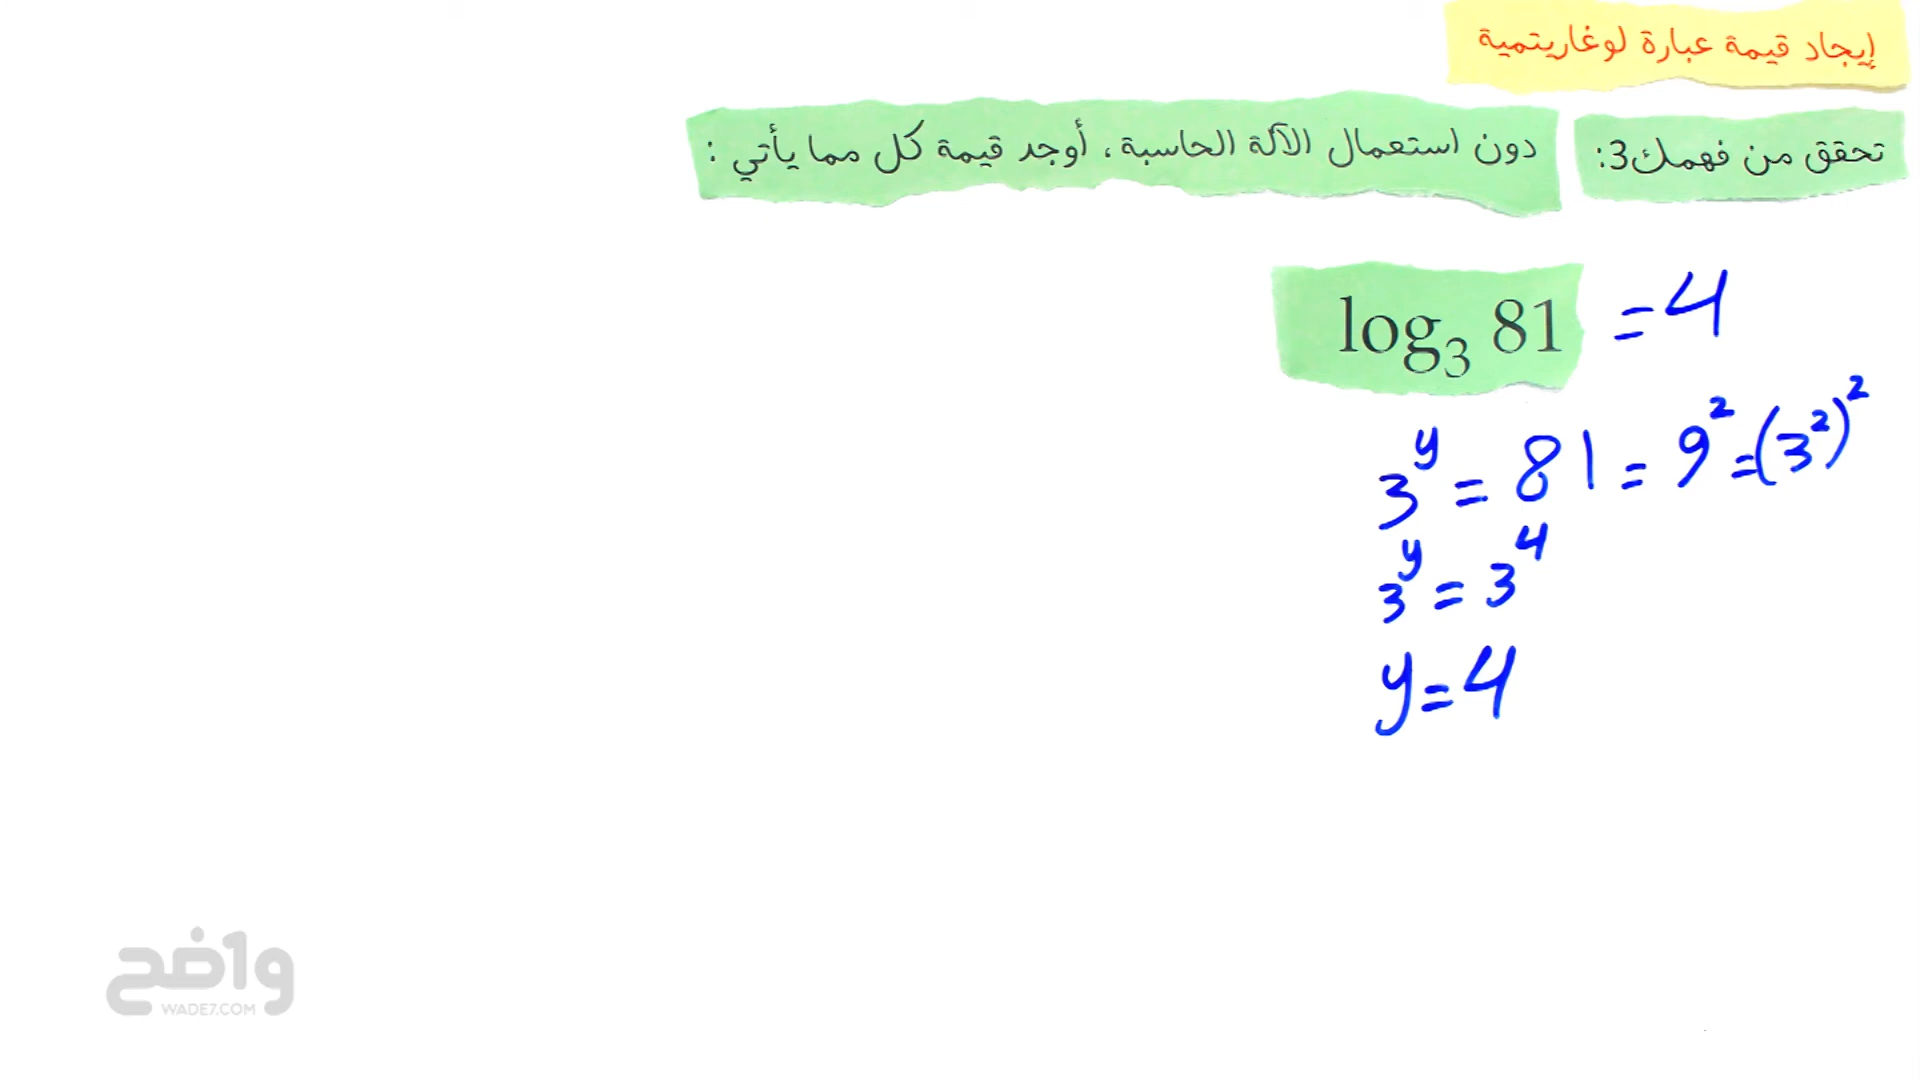 إيجاد قيمة عبارة لوغاريتمية
تحقق من فهمك3: دون استعمال الآلة الحاسبة، أوجد قيمة كل مما يأتي :
log₃ 81 = 4
3^y = 81 = 9² = (3²)²
3^y = 3⁴
y = 4
واضح
WADE7.COM